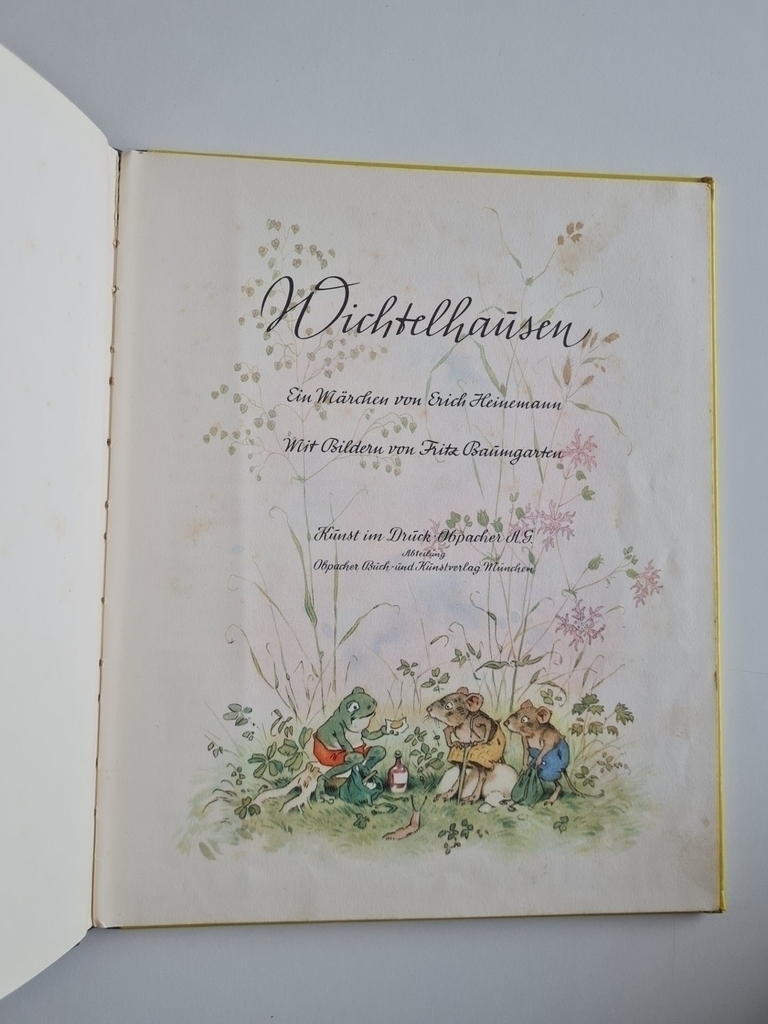 Wichtelhausen
Ein Märchen von Erich Heinemann
Mit Bildern von Fritz Baumgarten
Kunst im Druck Obpacher A.G.
Abteilung
Obpacher Buch- und Kunstverlag München